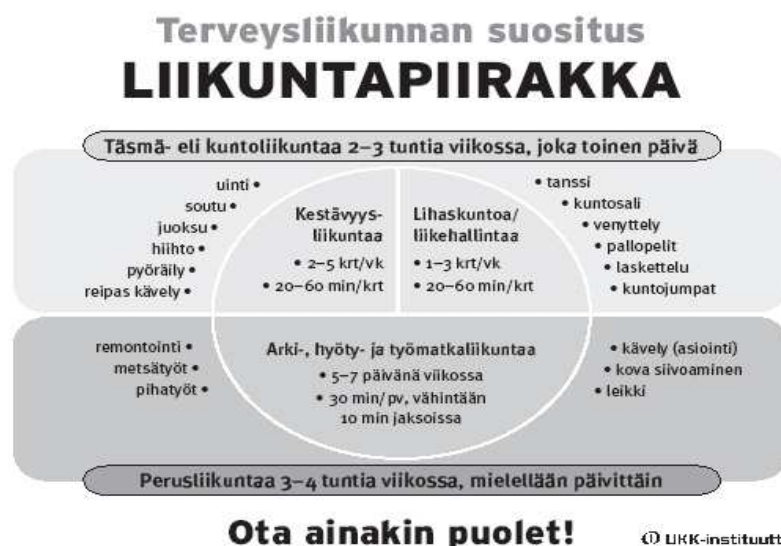 Terveysliikunnan suositus
LIIKUNTAPIIRAKKA
Täsmä- eli kuntoliikuntaa 2–3 tuntia viikossa, joka toinen päivä
uinti •
soutu •
juoksu •
hiihto •
pyöräily •
reipas kävely •
Kestävyys-
liikuntaa
• 2–5 krt/vk
• 20–60 min/krt
Lihaskuntoa/
liikehallintaa
• 1–3 krt/vk
• 20–60 min/krt
• tanssi
• kuntosali
• venyttely
• pallopelit
• laskettelu
• kuntojumpat
remontointi •
metsätyöt •
pihatyöt •
Arki-, hyöty- ja työmatkaliikuntaa
• 5–7 päivänä viikossa
• 30 min/pv, vähintään
10 min jaksoissa
• kävely (asiointi)
• kova siivoaminen
• leikki
Perusliikuntaa 3–4 tuntia viikossa, mielellään päivittäin
Ota ainakin puolet!
UKK-instituutti